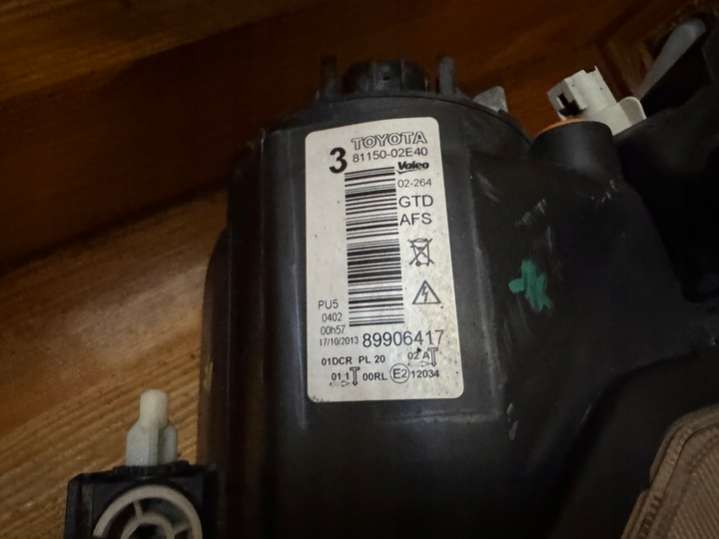 TOYOTA
3 81150-02E40
Valeo
02-264
GTD
AFS
PU5
0402
00h57
17/10/2013 89906417
01DCR PL 20 02 A
01 1 00RL E2 12034